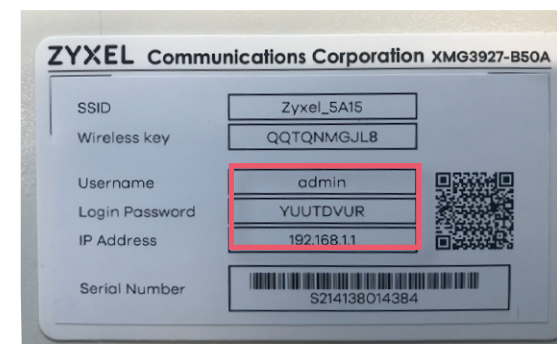 ZYXEL Communications Corporation XMG3927-B50A
SSID Zyxel_5A15
Wireless key QQTQNMGJL8
Username admin
Login Password YUUTDVUR
IP Address 192.168.1.1
Serial Number S214138014384